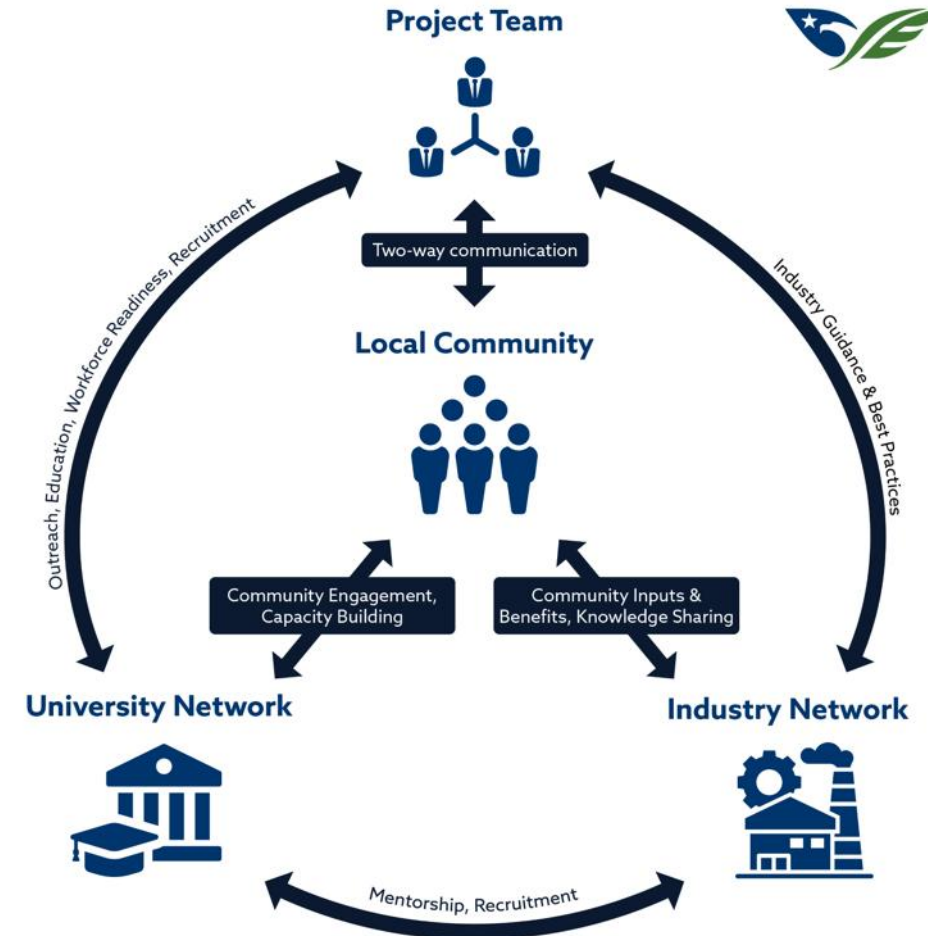 Project Team
Outreach, Education, Workforce Readiness, Recruitment
Two-way communication
Industry Guidance & Best Practices
Local Community
Community Engagement,
Capacity Building
Community Inputs &
Benefits, Knowledge Sharing
University Network
Industry Network
Mentorship, Recruitment